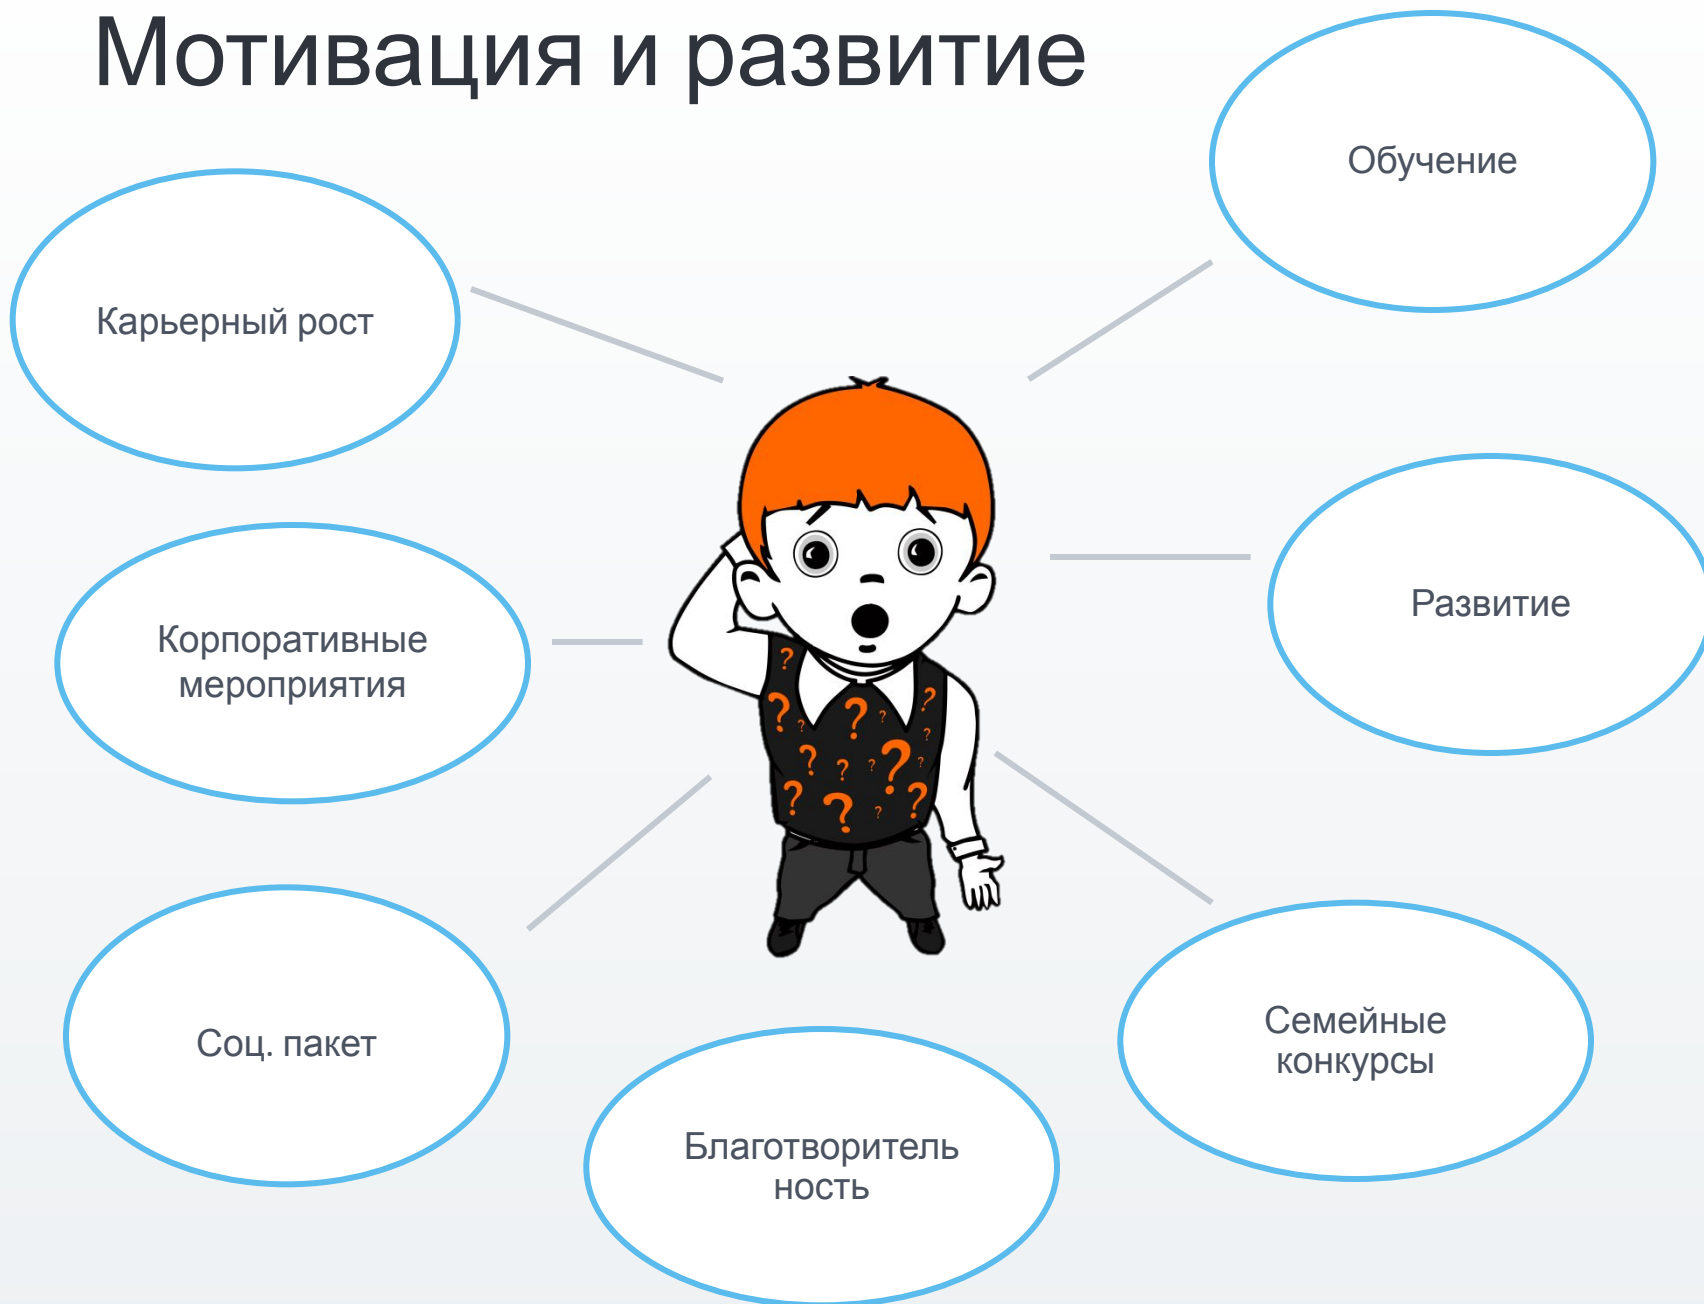 Мотивация и развитие
Обучение
Карьерный рост
Развитие
Корпоративные
мероприятия
Соц. пакет
Семейные
конкурсы
Благотворитель
ность